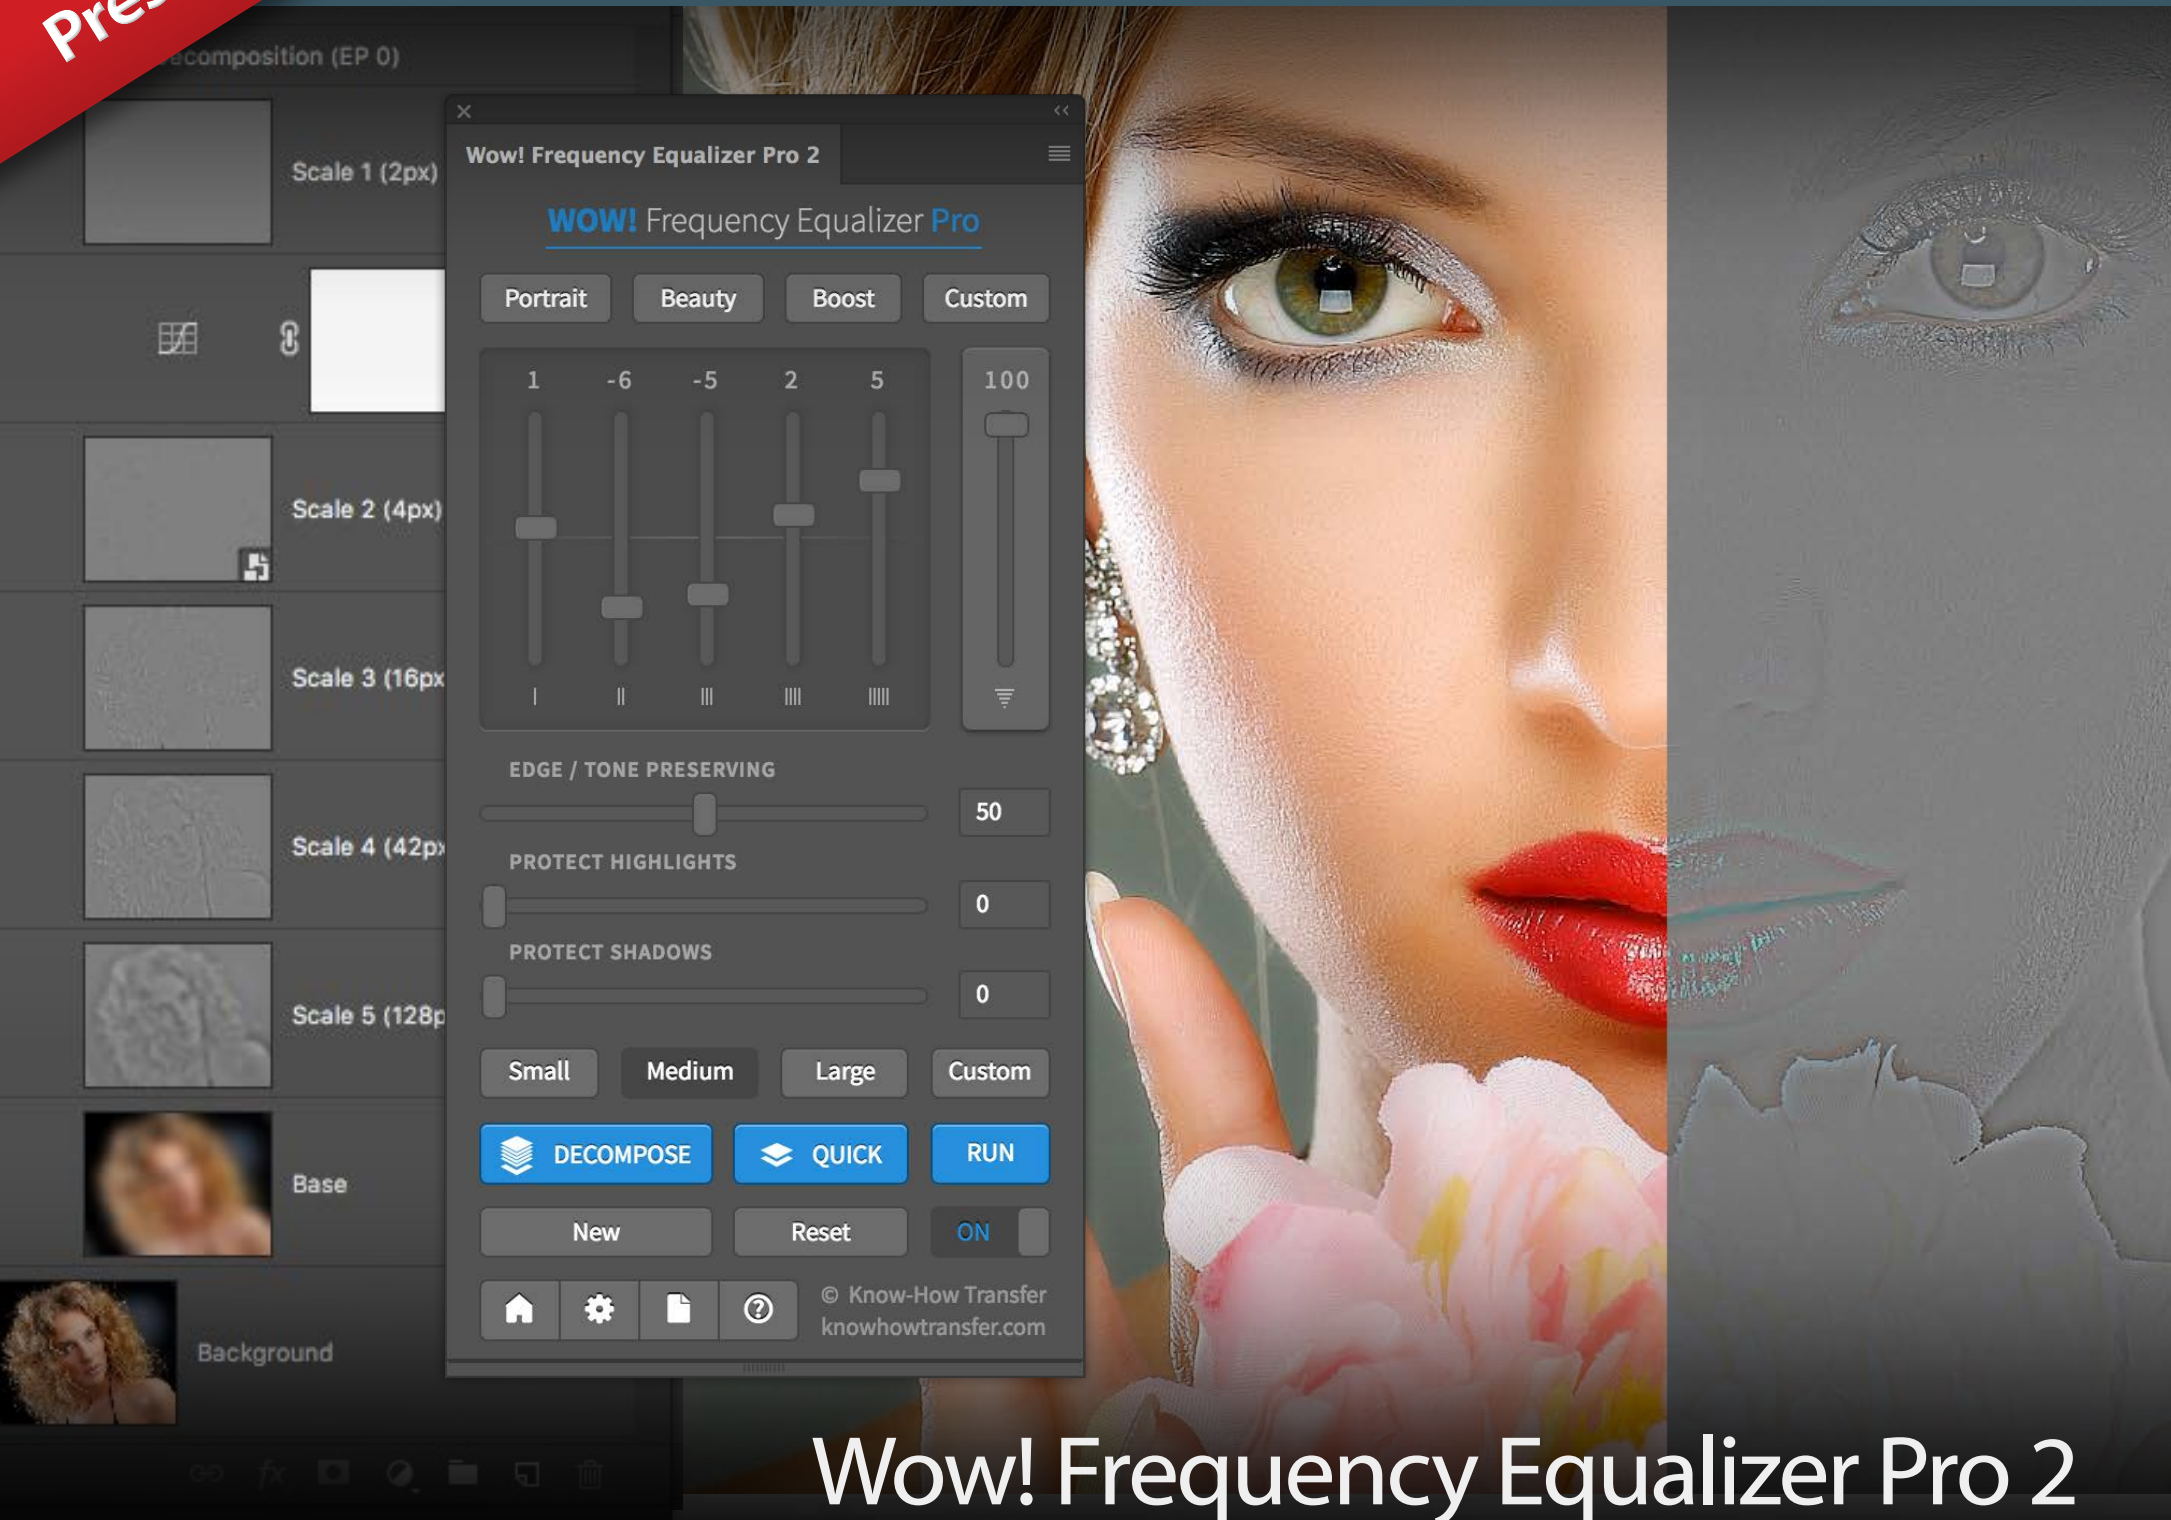 Pres
ecomposition (EP 0)
Scale 1 (2px)
Scale 2 (4px)
Scale 3 (16px
Scale 4 (42px
Scale 5 (128p
Base
Background
Wow! Frequency Equalizer Pro 2
WOW! Frequency Equalizer Pro
Portrait Beauty Boost Custom
1 -6 -5 2 5 100
EDGE / TONE PRESERVING
50
PROTECT HIGHLIGHTS
0
PROTECT SHADOWS
0
Small Medium Large Custom
DECOMPOSE QUICK RUN
New Reset ON
© Know-How Transfer
knowhowtransfer.com
fx
Wow! Frequency Equalizer Pro 2